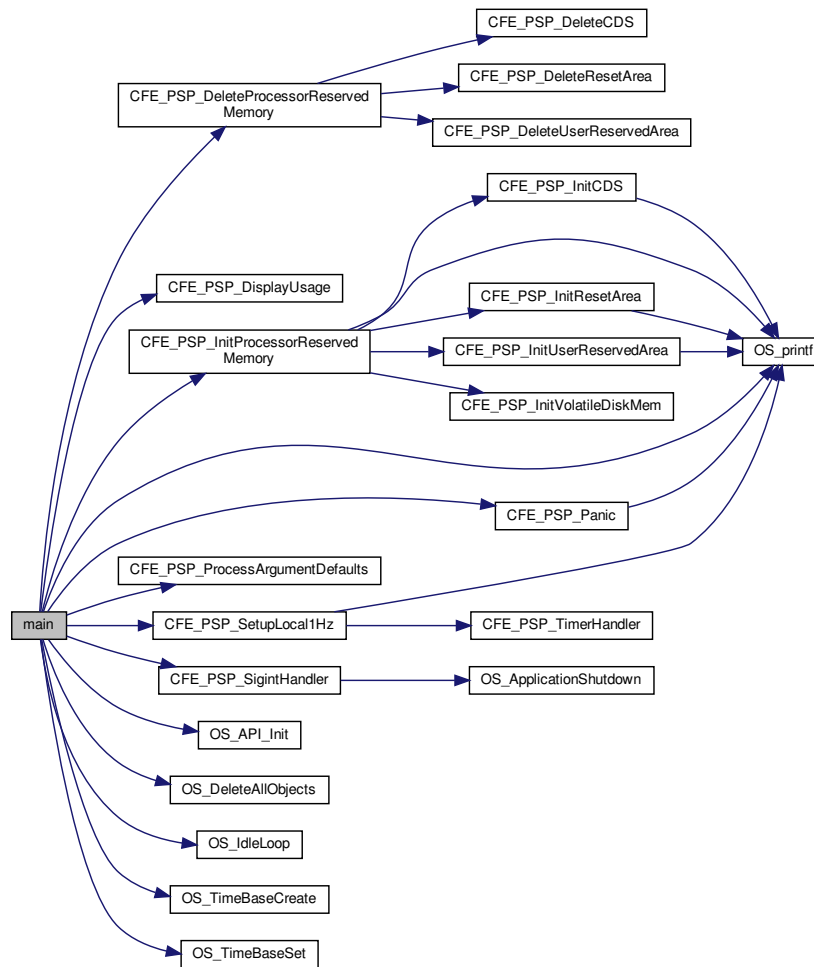 CFE_PSP_DeleteCDS
CFE_PSP_DeleteResetArea
CFE_PSP_DeleteProcessorReserved
Memory
CFE_PSP_DeleteUserReservedArea
CFE_PSP_InitCDS
CFE_PSP_DisplayUsage
CFE_PSP_InitResetArea
CFE_PSP_InitProcessorReserved
Memory
CFE_PSP_InitUserReservedArea
OS_printf
CFE_PSP_InitVolatileDiskMem
CFE_PSP_Panic
CFE_PSP_ProcessArgumentDefaults
main
CFE_PSP_SetupLocal1Hz
CFE_PSP_TimerHandler
CFE_PSP_SigintHandler
OS_ApplicationShutdown
OS_API_Init
OS_DeleteAllObjects
OS_IdleLoop
OS_TimeBaseCreate
OS_TimeBaseSet